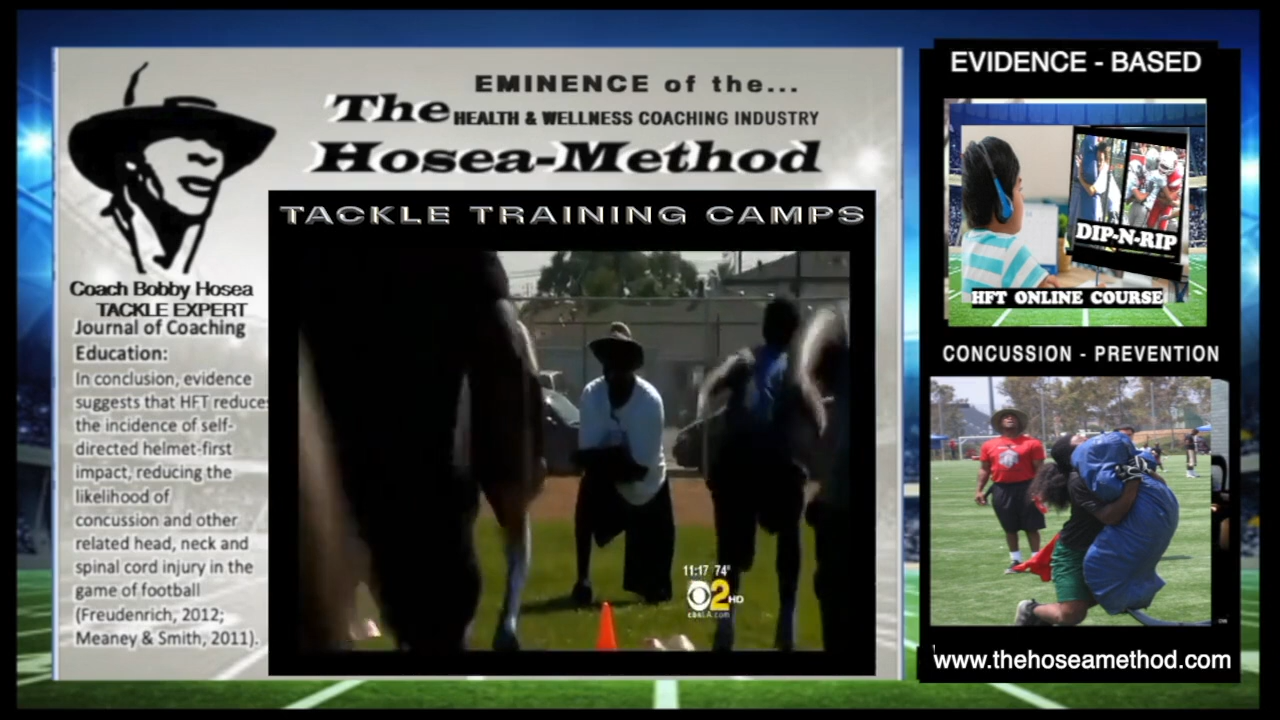 EMINENCE of the...
The HEALTH & WELLNESS COACHING INDUSTRY
Hosea-Method
TACKLE TRAINING CAMPS
Coach Bobby Hosea
TACKLE EXPERT
Journal of Coaching
Education:
In conclusion, evidence
suggests that HFT reduces
the incidence of self-
directed helmet-first
impact, reducing the
likelihood of
concussion and other
related head, neck and
spinal cord injury in the
game of football
(Freudenrich, 2012;
Meaney & Smith, 2011).
11:17 74°
2 HD
cbsLA.com
EVIDENCE - BASED
DIP-N-RIP
HFT ONLINE COURSE
CONCUSSION - PREVENTION
www.thehoseamethod.com